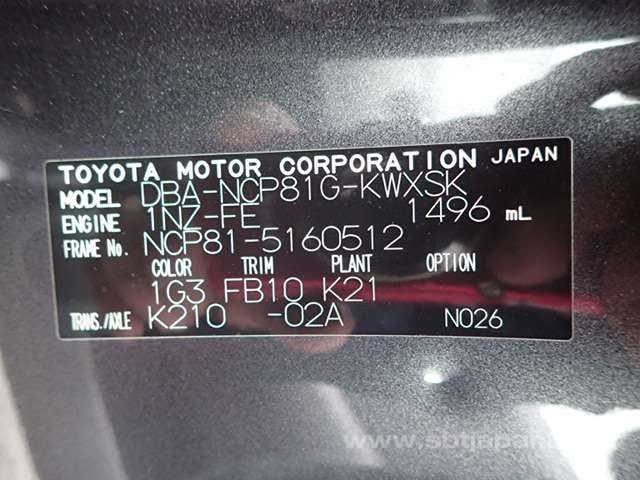 TOYOTA MOTOR CORPORATION JAPAN
MODEL DBA-NCP81G-KWXSK
ENGINE 1NZ-FE 1496 mL
FRAME No. NCP81-5160512
COLOR TRIM PLANT OPTION
1G3 FB10 K21
TRANS./AXLE K210 -02A N026
www.sbtjapan